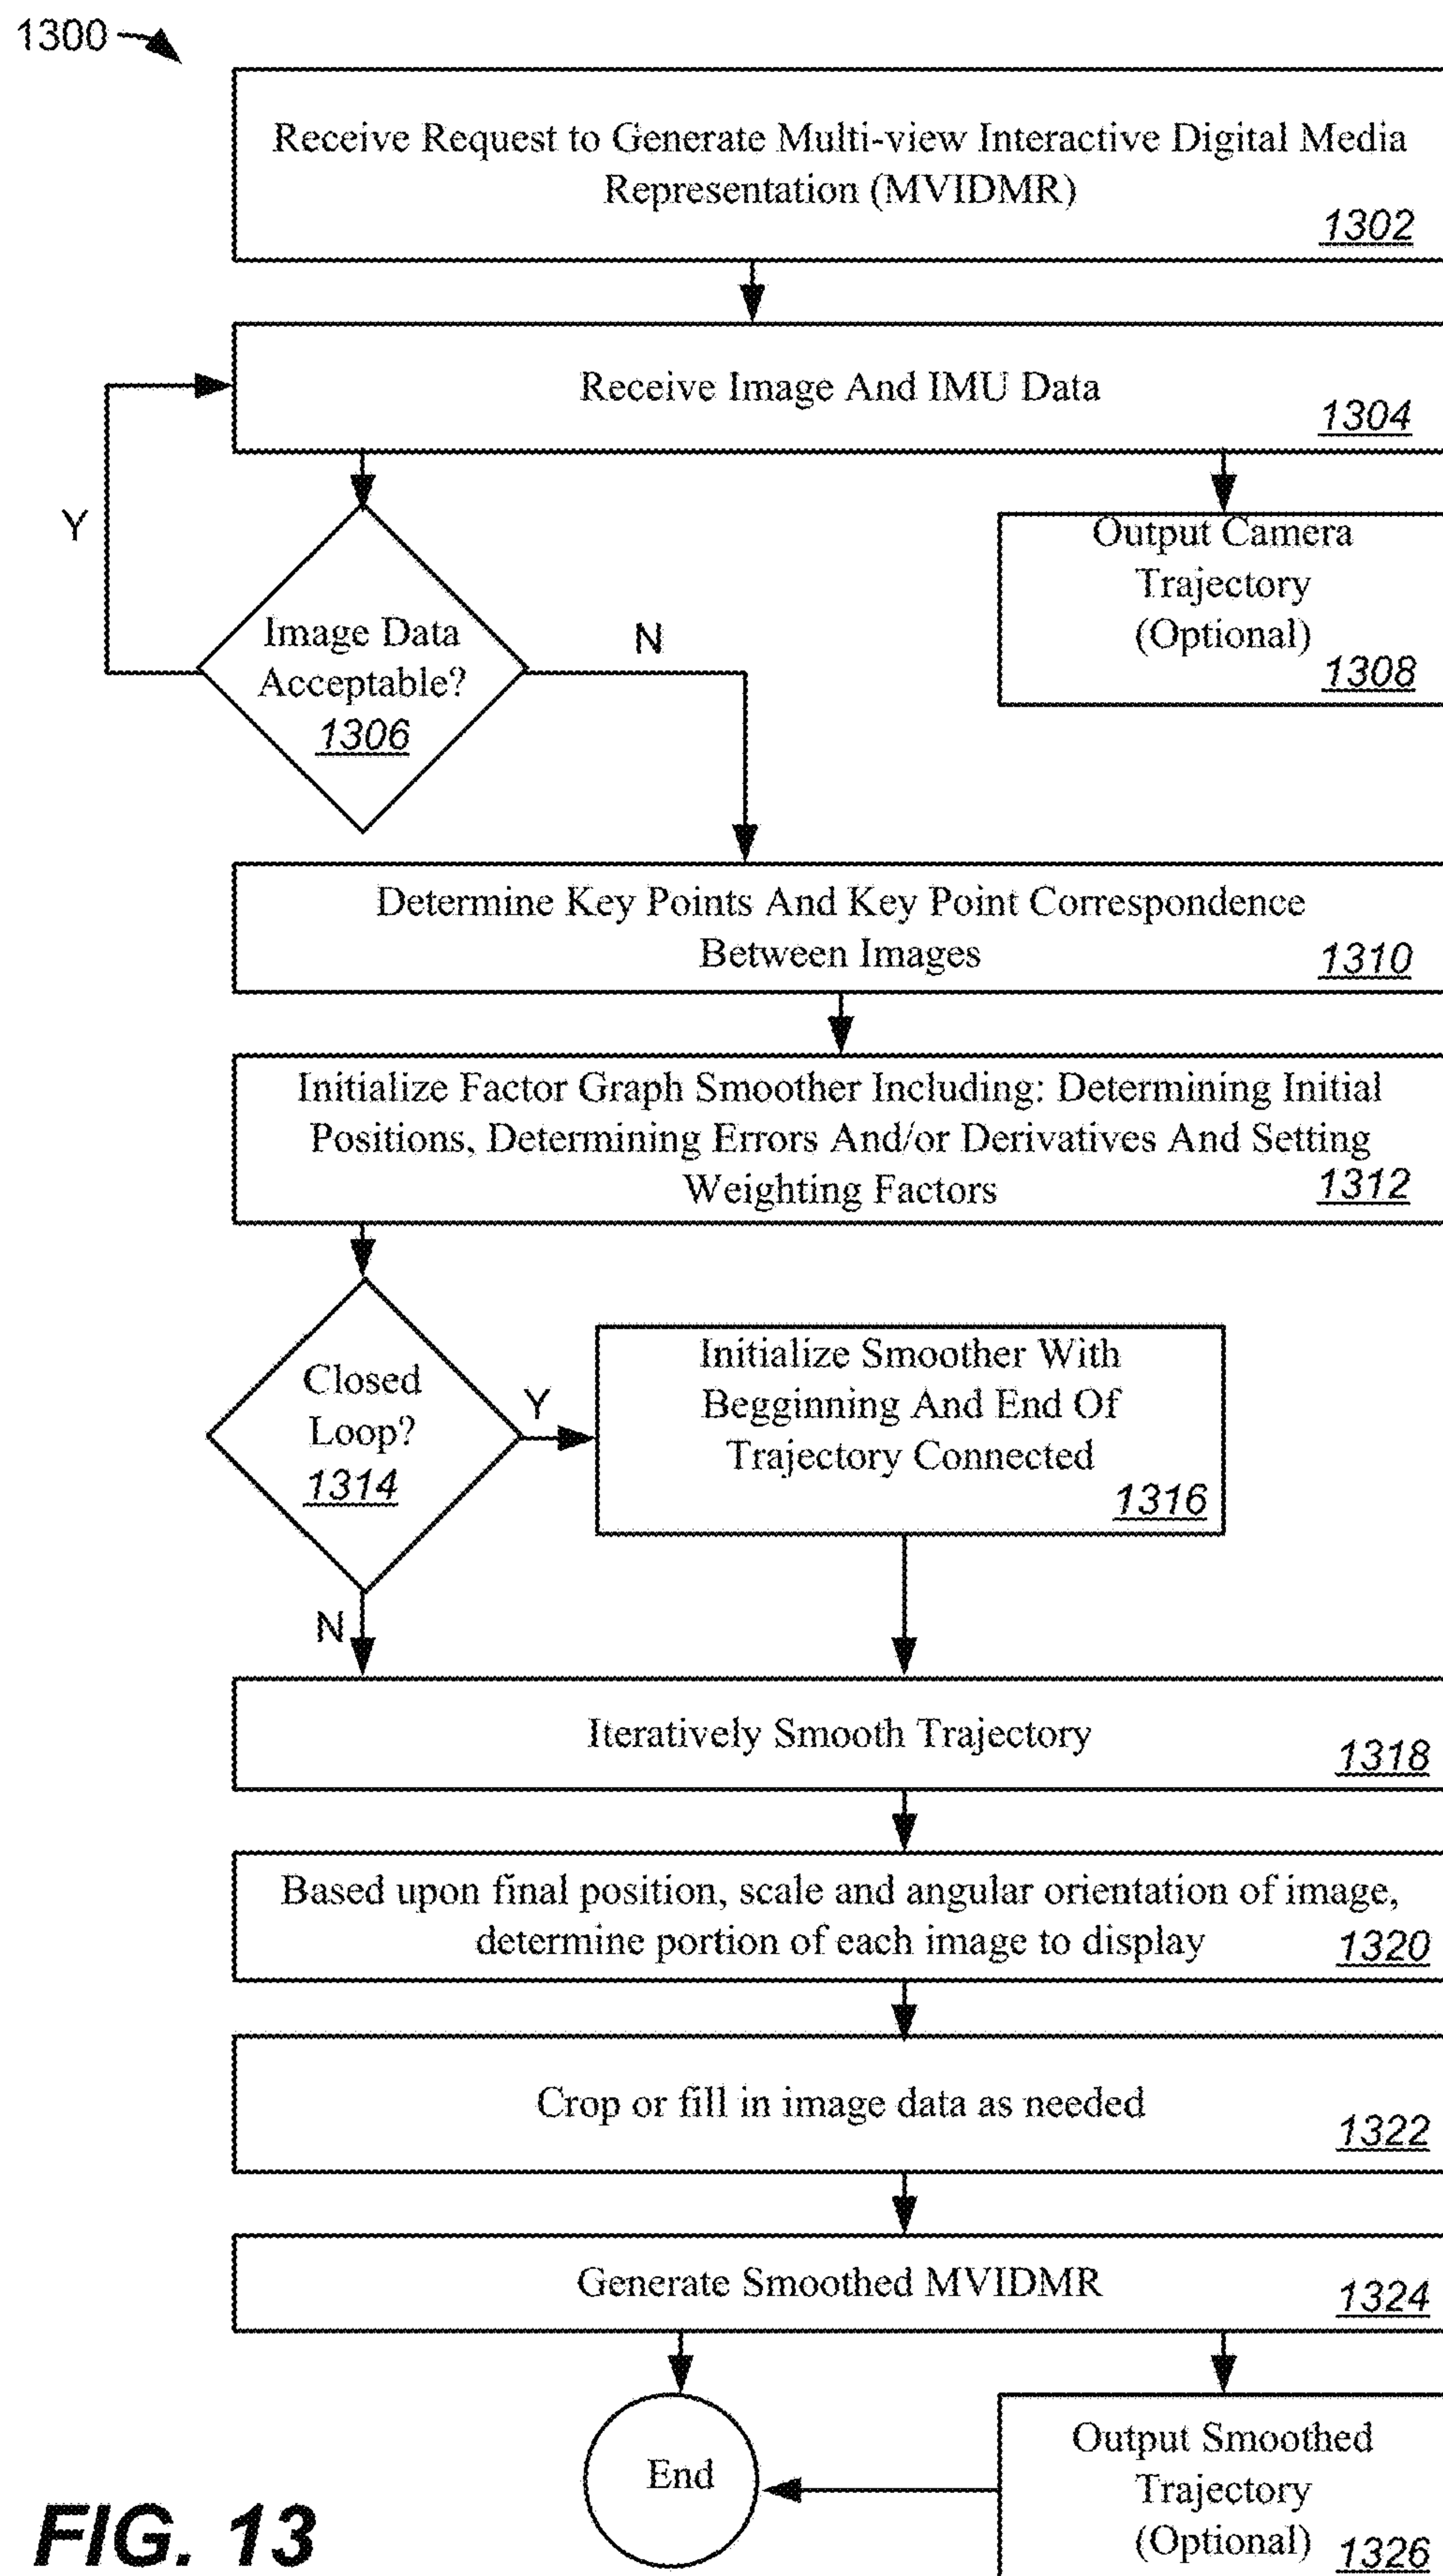 1300
Receive Request to Generate Multi-view Interactive Digital Media
Representation (MVIDMR)
1302
Receive Image And IMU Data
1304
Y
Image Data
Acceptable?
1306
N
Output Camera
Trajectory
(Optional)
1308
Determine Key Points And Key Point Correspondence
Between Images
1310
Initialize Factor Graph Smoother Including: Determining Initial
Positions, Determining Errors And/or Derivatives And Setting
Weighting Factors
1312
Closed
Loop?
1314
Y
Initialize Smoother With
Begginning And End Of
Trajectory Connected
1316
N
Iteratively Smooth Trajectory
1318
Based upon final position, scale and angular orientation of image,
determine portion of each image to display
1320
Crop or fill in image data as needed
1322
Generate Smoothed MVIDMR
1324
End
Output Smoothed
Trajectory
(Optional)
1326
FIG. 13